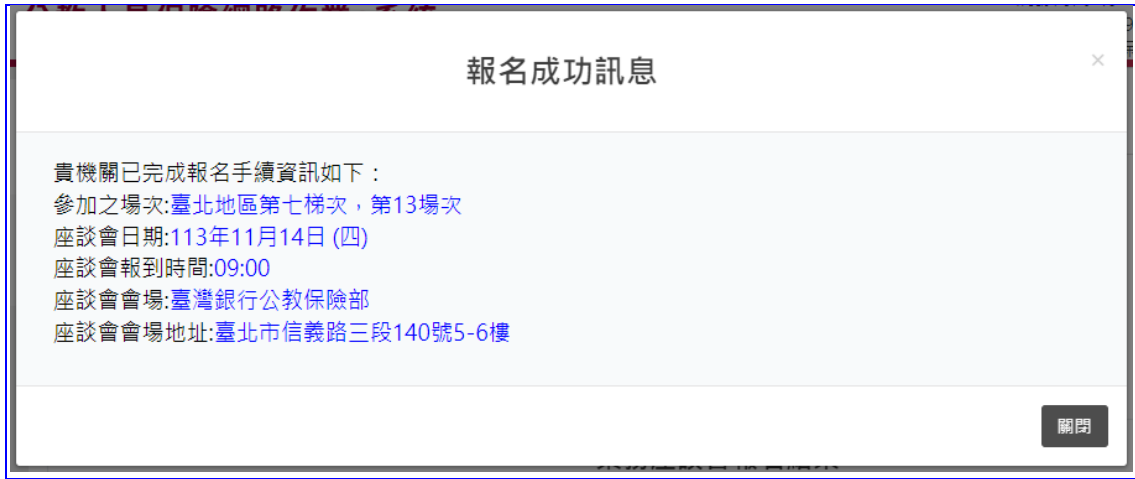 報名成功訊息
×
貴機關已完成報名手續資訊如下：
參加之場次:臺北地區第七梯次，第13場次
座談會日期:113年11月14日 (四)
座談會報到時間:09:00
座談會會場:臺灣銀行公教保險部
座談會會場地址:臺北市信義路三段140號5-6樓
關閉